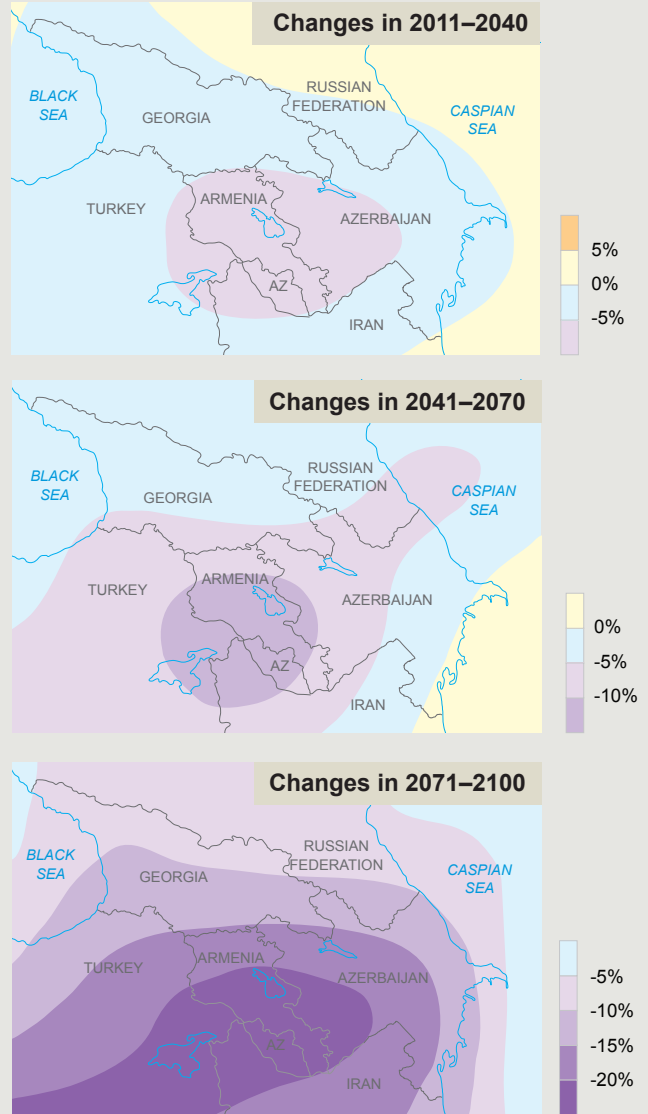 Changes in 2011–2040
RUSSIAN
FEDERATION
BLACK
SEA
GEORGIA
CASPIAN
SEA
TURKEY
ARMENIA
AZERBAIJAN
AZ
IRAN
5%
0%
-5%
Changes in 2041–2070
RUSSIAN
FEDERATION
BLACK
SEA
GEORGIA
CASPIAN
SEA
TURKEY
ARMENIA
AZERBAIJAN
AZ
IRAN
0%
-5%
-10%
Changes in 2071–2100
RUSSIAN
FEDERATION
BLACK
SEA
GEORGIA
CASPIAN
SEA
TURKEY
ARMENIA
AZERBAIJAN
AZ
IRAN
-5%
-10%
-15%
-20%